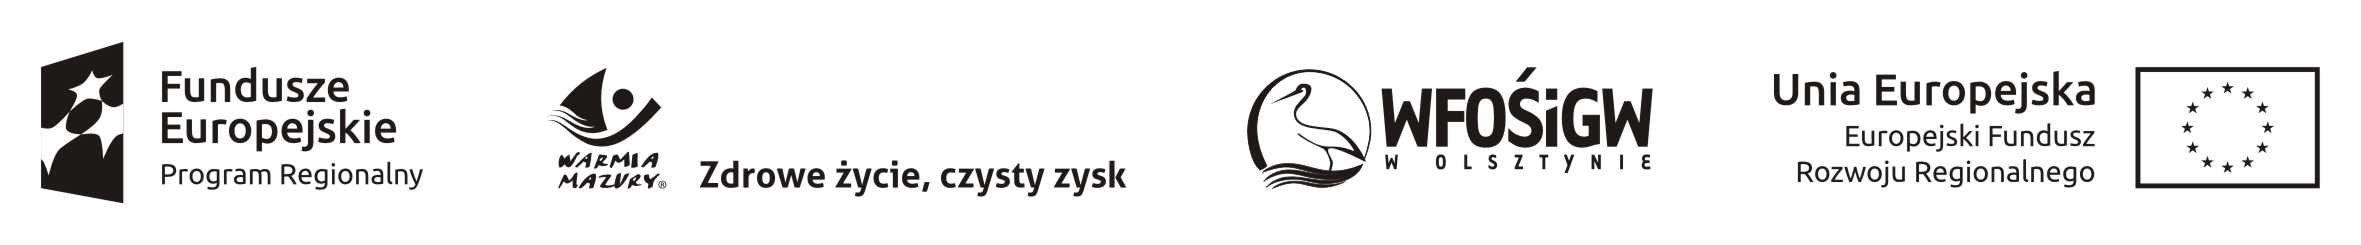 Fundusze
Europejskie
Program Regionalny
WARMIA
MAZURY®
Zdrowe życie, czysty zysk
WFOŚiGW
W OLSZTYNIE
Unia Europejska
Europejski Fundusz
Rozwoju Regionalnego